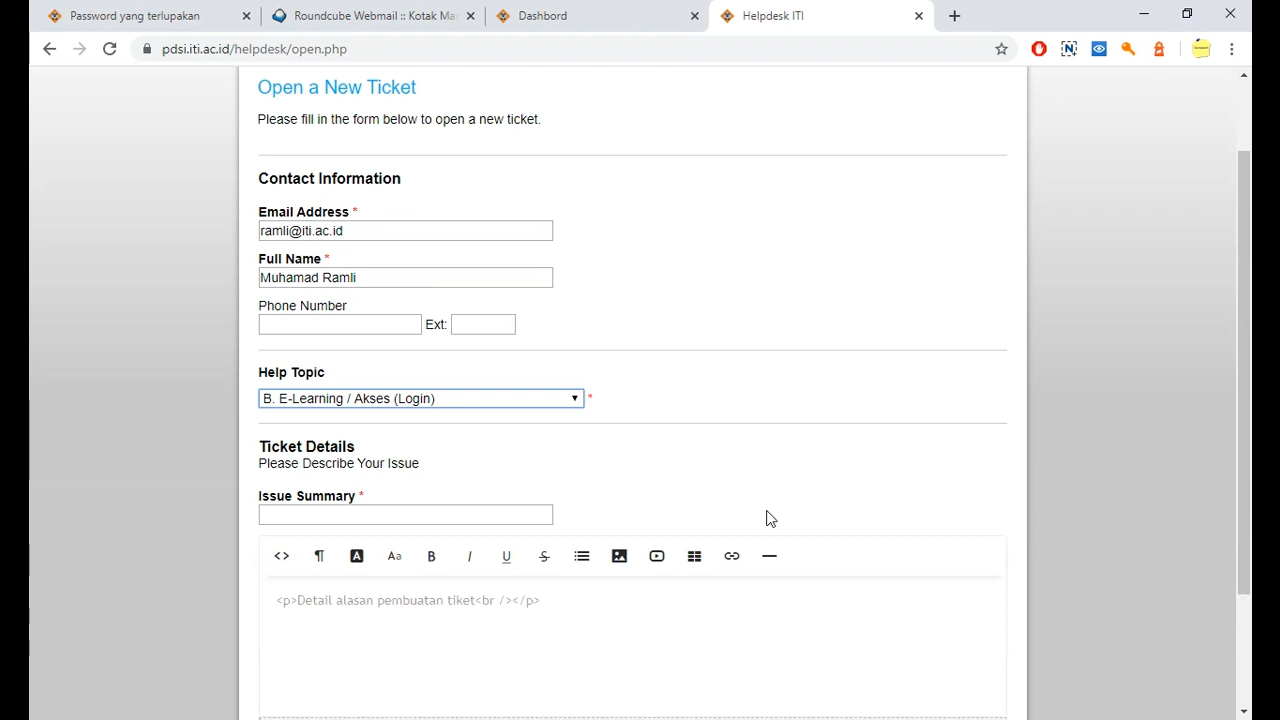 Password yang terlupakan
Roundcube Webmail :: Kotak Mas
Dashbord
Helpdesk ITI
pdsi.iti.ac.id/helpdesk/open.php
Open a New Ticket
Please fill in the form below to open a new ticket.
Contact Information
Email Address *
ramli@iti.ac.id
Full Name *
Muhamad Ramli
Phone Number
Ext:
Help Topic
B. E-Learning / Akses (Login) *
Ticket Details
Please Describe Your Issue
Issue Summary *
<> ¶ A Aa B I U S
<p>Detail alasan pembuatan tiket<br /></p>